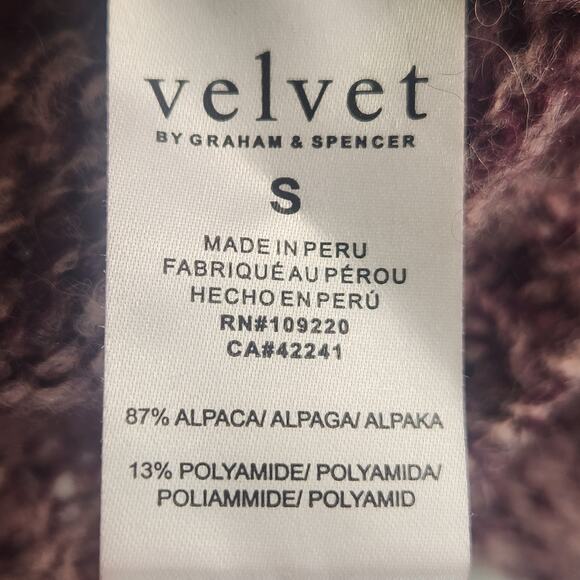 velvet
BY GRAHAM & SPENCER
S
MADE IN PERU
FABRIQUÉ AU PÉROU
HECHO EN PERÚ
RN#109220
CA#42241
87% ALPACA/ ALPAGA/ ALPAKA
13% POLYAMIDE/ POLYAMIDA/
POLIAMMIDE/ POLYAMID